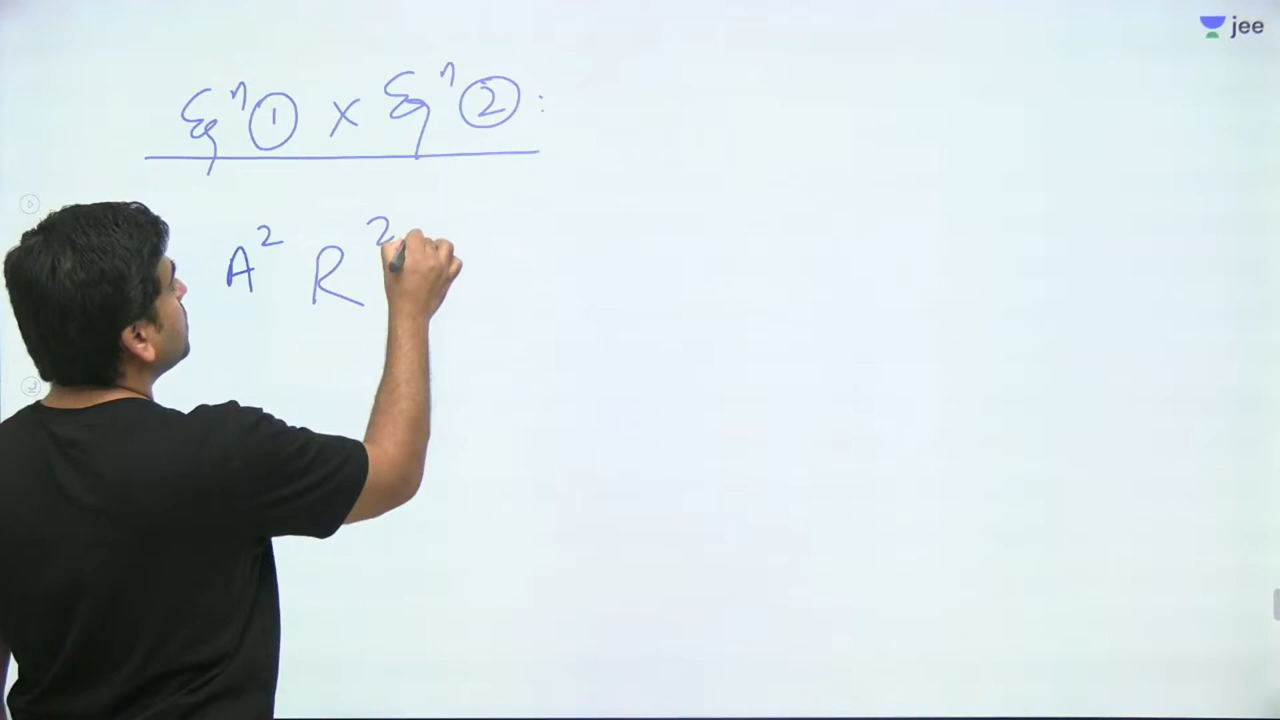 jee
Eqⁿ ① × Eqⁿ ② :
A² R²